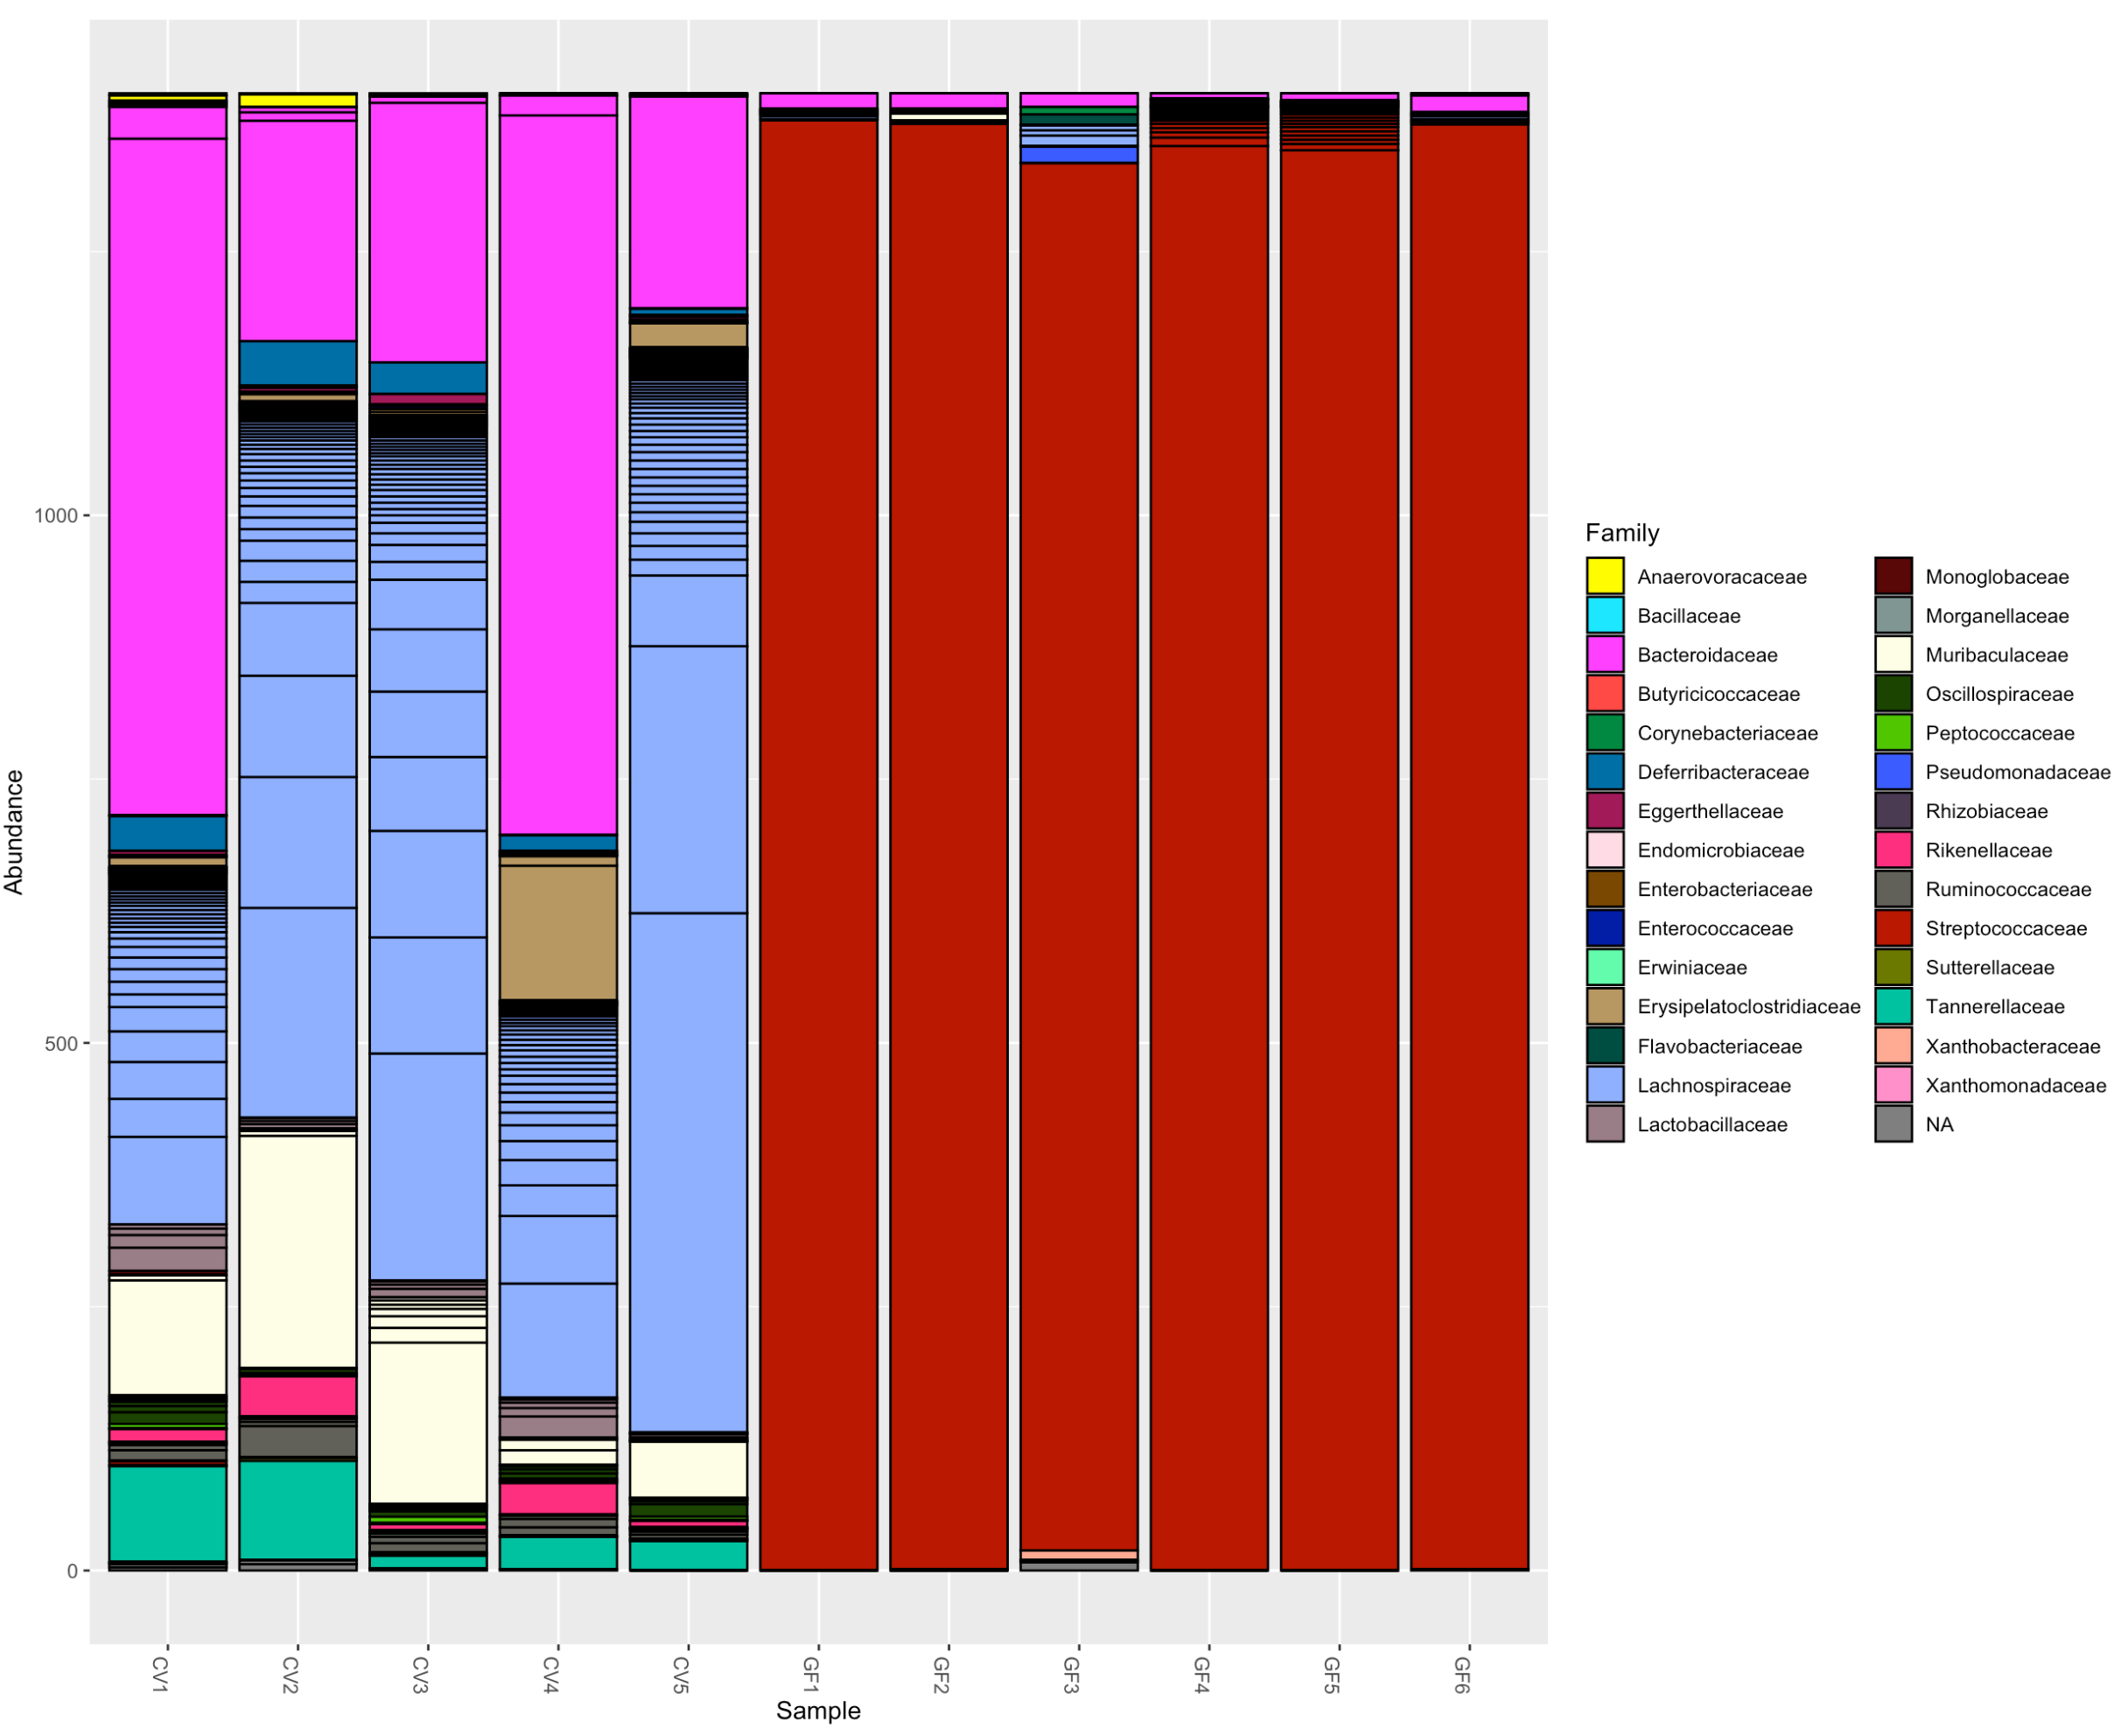 Abundance
1000
500
0
CV1
CV2
CV3
CV4
CV5
GF1
GF2
GF3
GF4
GF5
GF6
Sample
Family
Anaerovoracaceae
Bacillaceae
Bacteroidaceae
Butyricicoccaceae
Corynebacteriaceae
Deferribacteraceae
Eggerthellaceae
Endomicrobiaceae
Enterobacteriaceae
Enterococcaceae
Erwiniaceae
Erysipelatoclostridiaceae
Flavobacteriaceae
Lachnospiraceae
Lactobacillaceae
Monoglobaceae
Morganellaceae
Muribaculaceae
Oscillospiraceae
Peptococcaceae
Pseudomonadaceae
Rhizobiaceae
Rikenellaceae
Ruminococcaceae
Streptococcaceae
Sutterellaceae
Tannerellaceae
Xanthobacteraceae
Xanthomonadaceae
NA